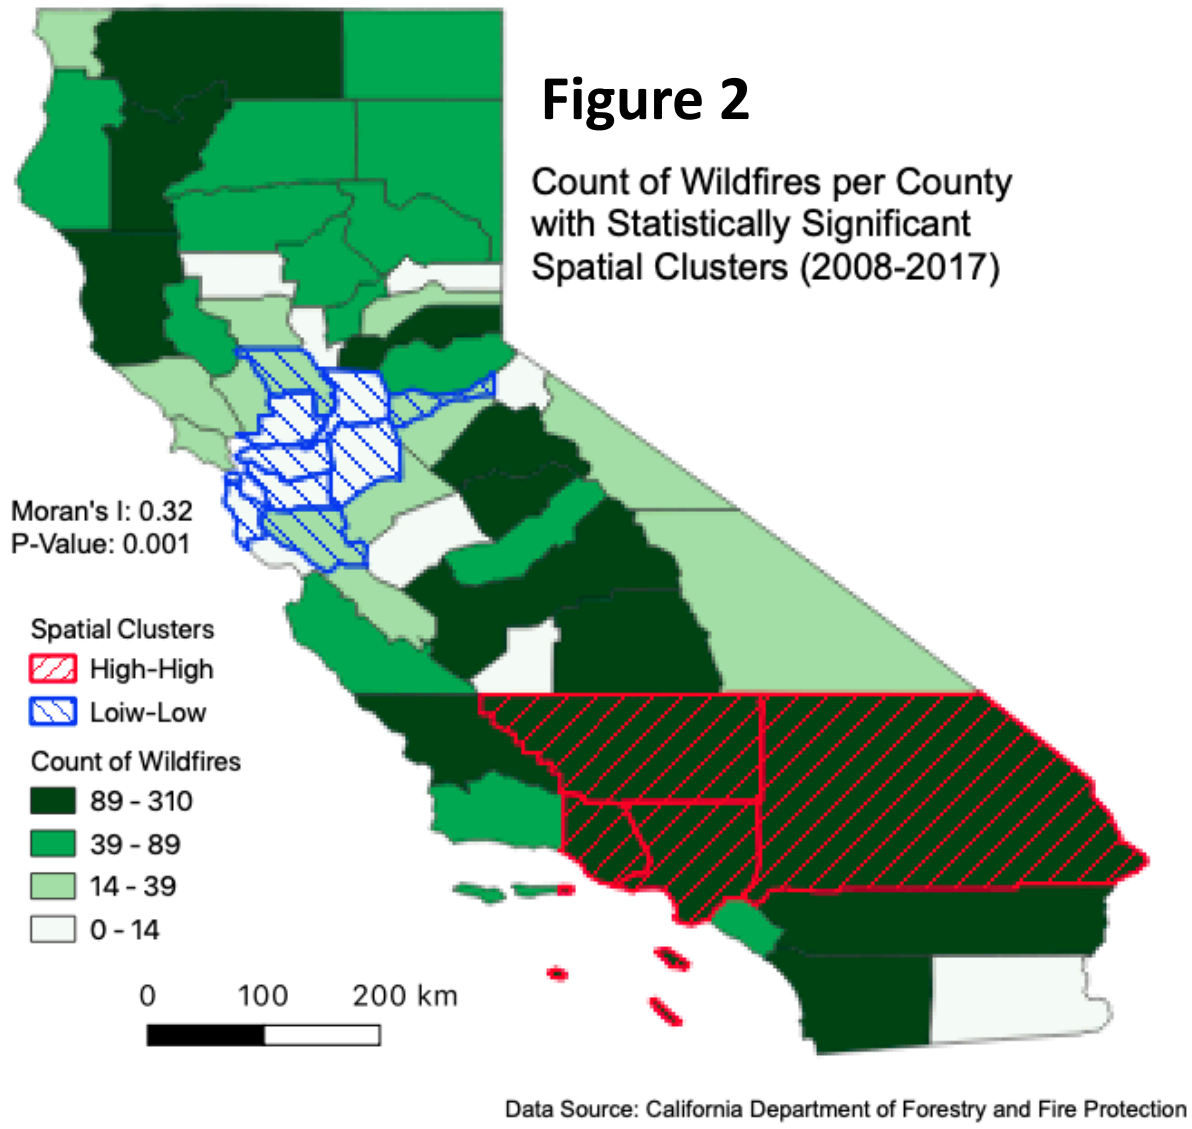 Figure 2
Count of Wildfires per County
with Statistically Significant
Spatial Clusters (2008-2017)
Moran's I: 0.32
P-Value: 0.001
Spatial Clusters
High-High
Loiw-Low
Count of Wildfires
89 - 310
39 - 89
14 - 39
0 - 14
0 100 200 km
Data Source: California Department of Forestry and Fire Protection